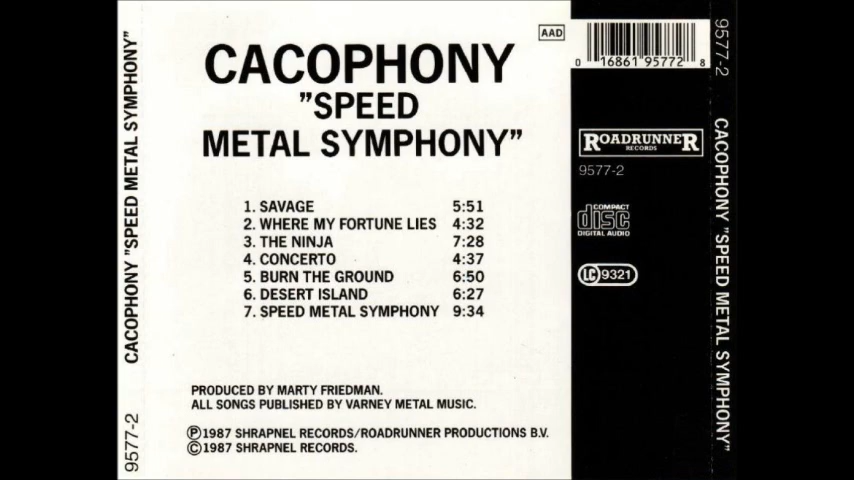 CACOPHONY "SPEED METAL SYMPHONY"
9577-2
AAD
CACOPHONY
"SPEED
METAL SYMPHONY"
1. SAVAGE 5:51
2. WHERE MY FORTUNE LIES 4:32
3. THE NINJA 7:28
4. CONCERTO 4:37
5. BURN THE GROUND 6:50
6. DESERT ISLAND 6:27
7. SPEED METAL SYMPHONY 9:34
PRODUCED BY MARTY FRIEDMAN.
ALL SONGS PUBLISHED BY VARNEY METAL MUSIC.
Ⓟ1987 SHRAPNEL RECORDS/ROADRUNNER PRODUCTIONS B.V.
©1987 SHRAPNEL RECORDS.
0 16861 95772 8
ROADRUNNER
RECORDS
9577-2
COMPACT
disc
DIGITAL AUDIO
LC 9321
9577-2
CACOPHONY "SPEED METAL SYMPHONY"